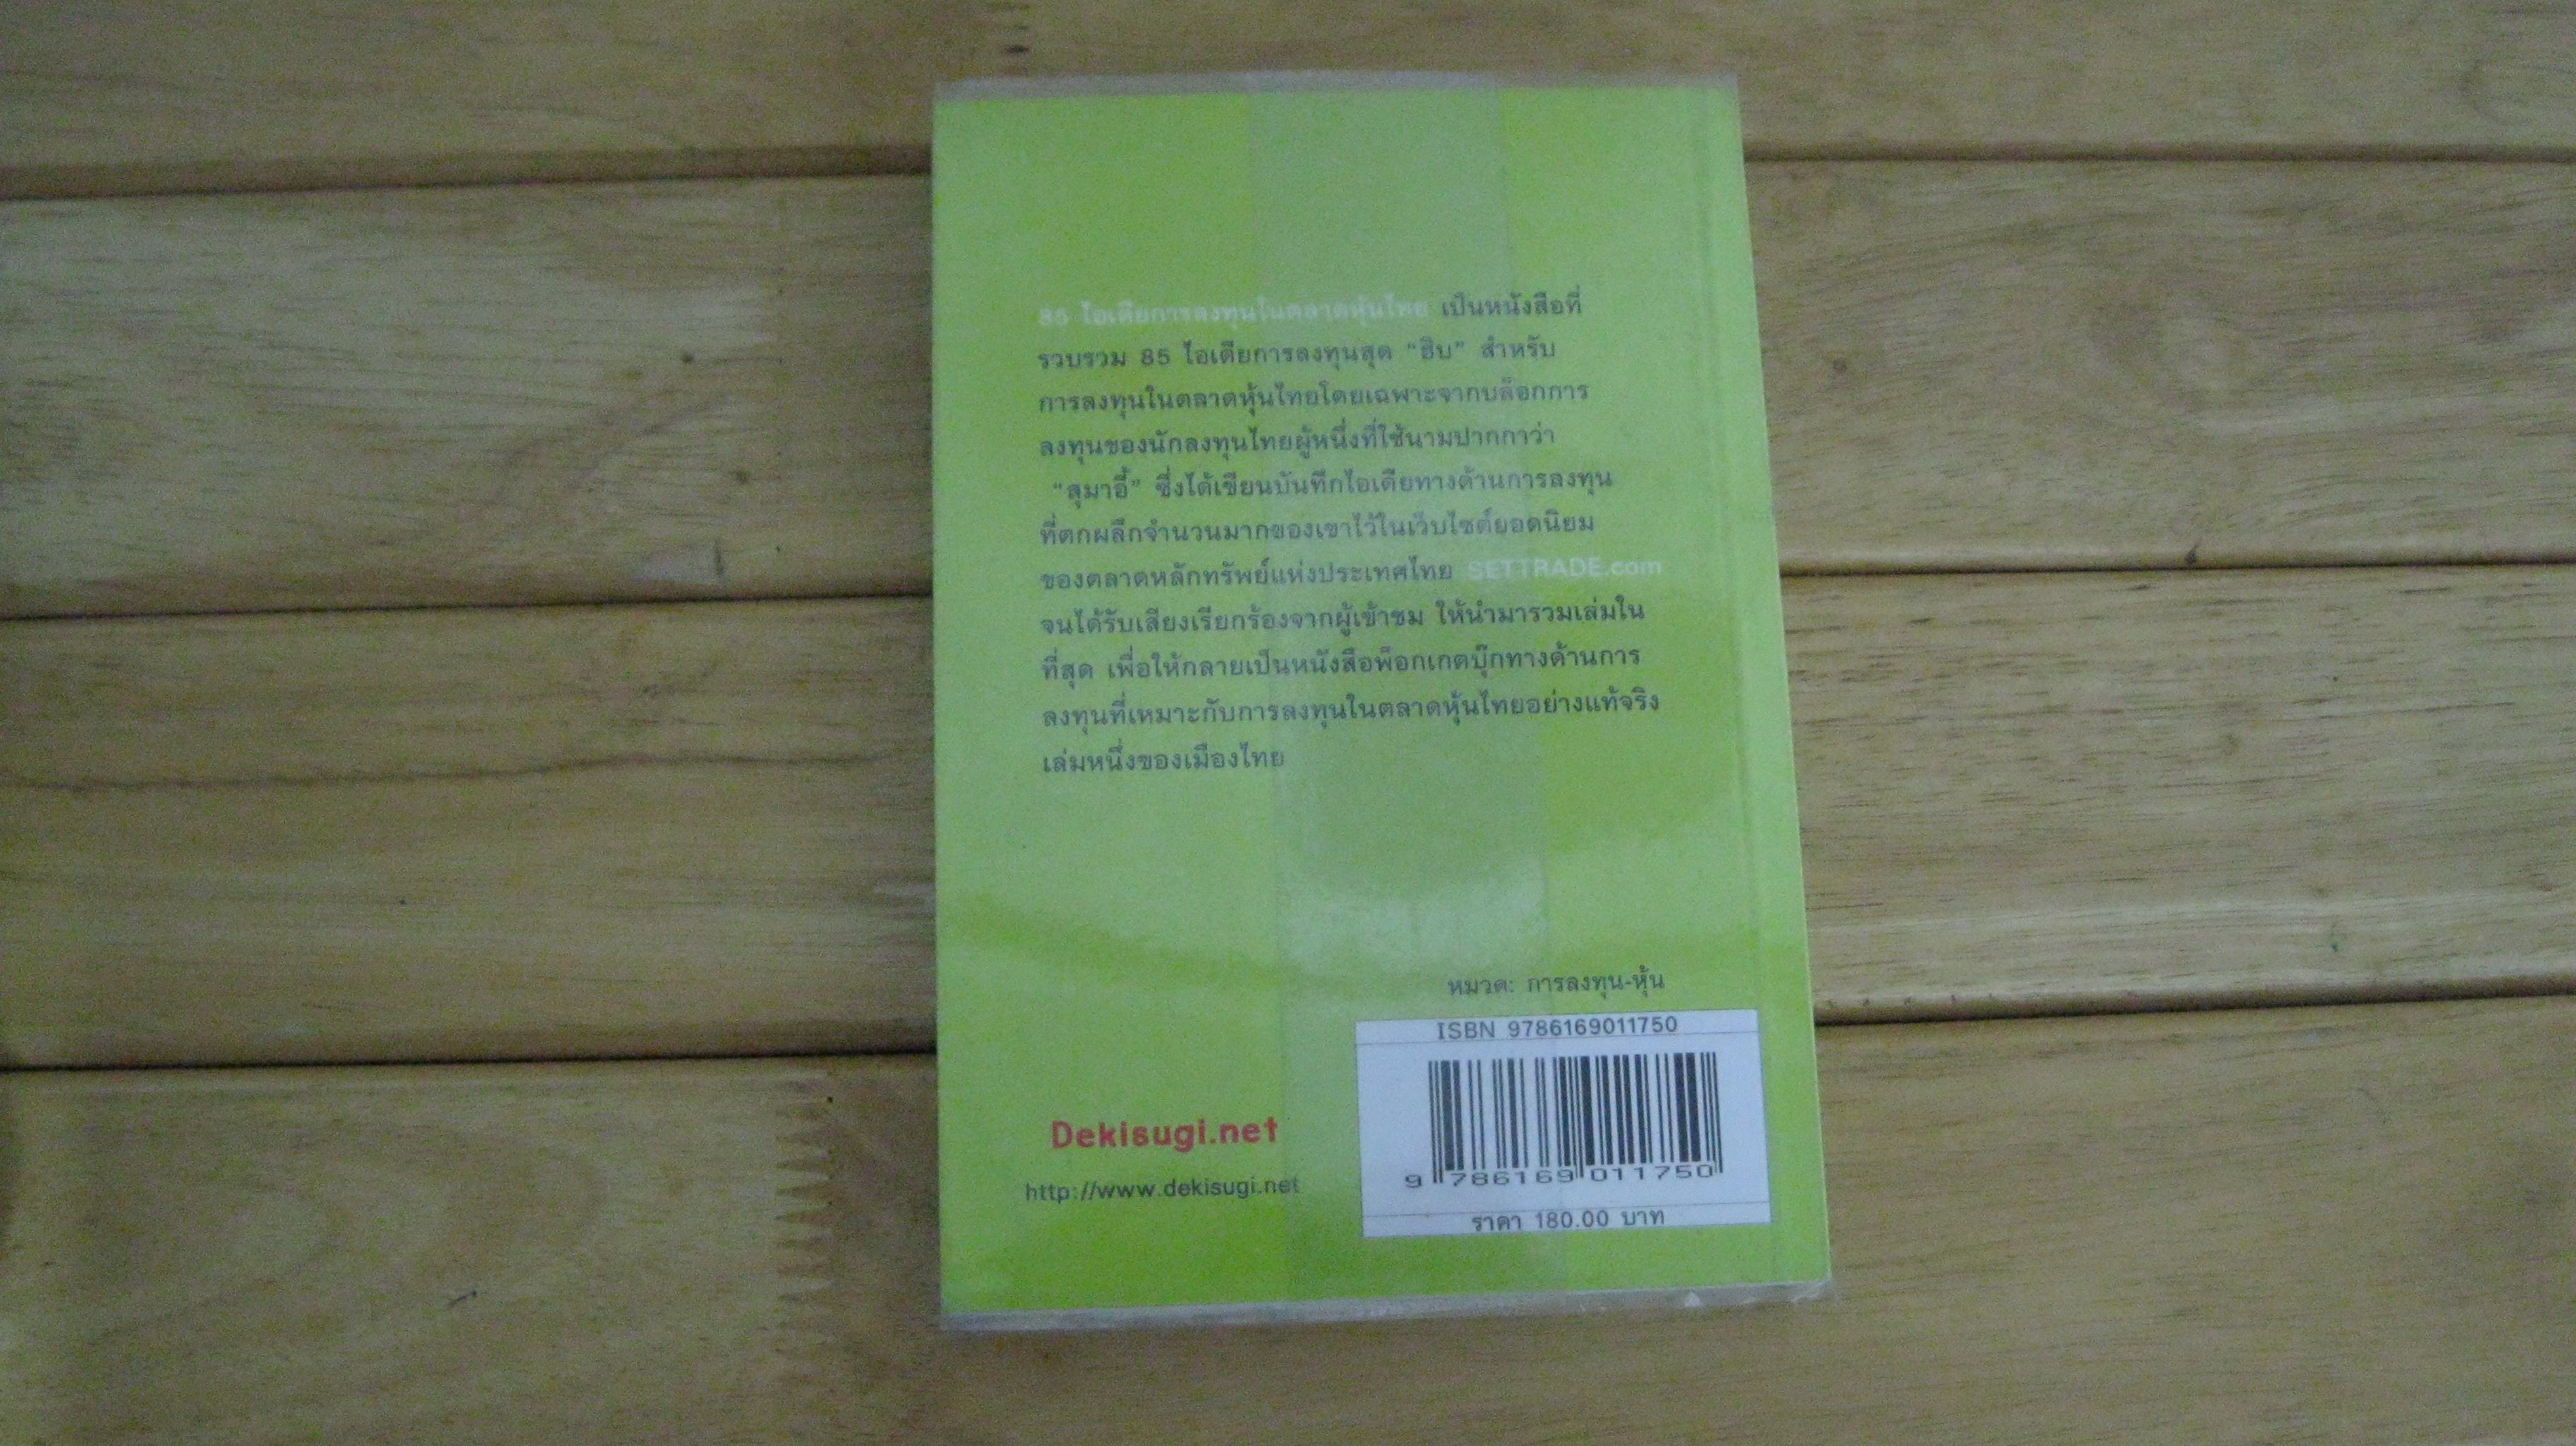 85 ไอเดียการลงทุนในตลาดหุ้นไทย เป็นหนังสือที่
รวบรวม 85 ไอเดียการลงทุนสุด “ฮิบ” สำหรับ
การลงทุนในตลาดหุ้นไทยโดยเฉพาะจากบล็อกการ
ลงทุนของนักลงทุนไทยผู้หนึ่งที่ใช้นามปากกาว่า
“สุมาอี้” ซึ่งได้เขียนบันทึกไอเดียทางด้านการลงทุน
ที่ตกผลึกจำนวนมากของเขาไว้ในเว็บไซต์ยอดนิยม
ของตลาดหลักทรัพย์แห่งประเทศไทย SETTRADE.com
จนได้รับเสียงเรียกร้องจากผู้เข้าชม ให้นำมารวมเล่มใน
ที่สุด เพื่อให้กลายเป็นหนังสือพ็อกเกตบุ๊กทางด้านการ
ลงทุนที่เหมาะกับการลงทุนในตลาดหุ้นไทยอย่างแท้จริง
เล่มหนึ่งของเมืองไทย
หมวด: การลงทุน-หุ้น
ISBN 9786169011750
9 786169 011750
ราคา 180.00 บาท
Dekisugi.net
http://www.dekisugi.net